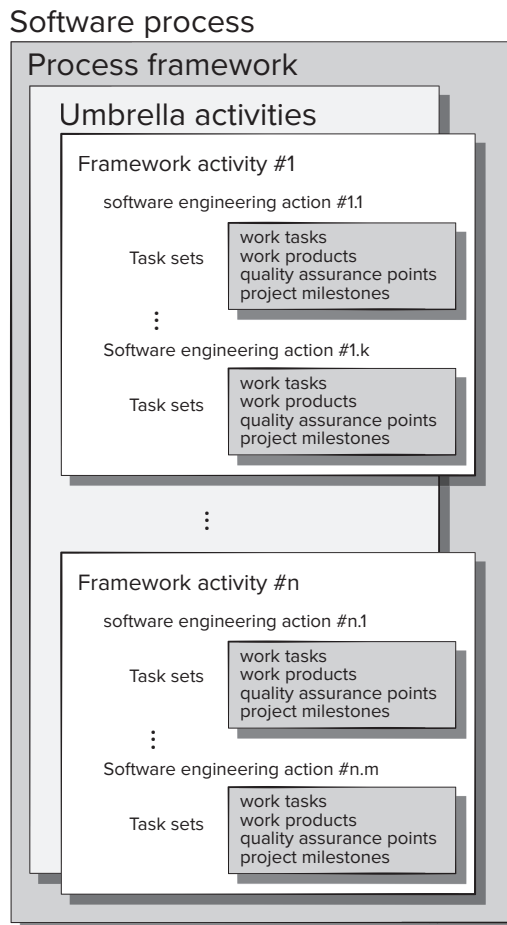 Software process
Process framework
Umbrella activities
Framework activity #1
software engineering action #1.1
Task sets
work tasks
work products
quality assurance points
project milestones
Software engineering action #1.k
Task sets
work tasks
work products
quality assurance points
project milestones
Framework activity #n
software engineering action #n.1
Task sets
work tasks
work products
quality assurance points
project milestones
Software engineering action #n.m
Task sets
work tasks
work products
quality assurance points
project milestones